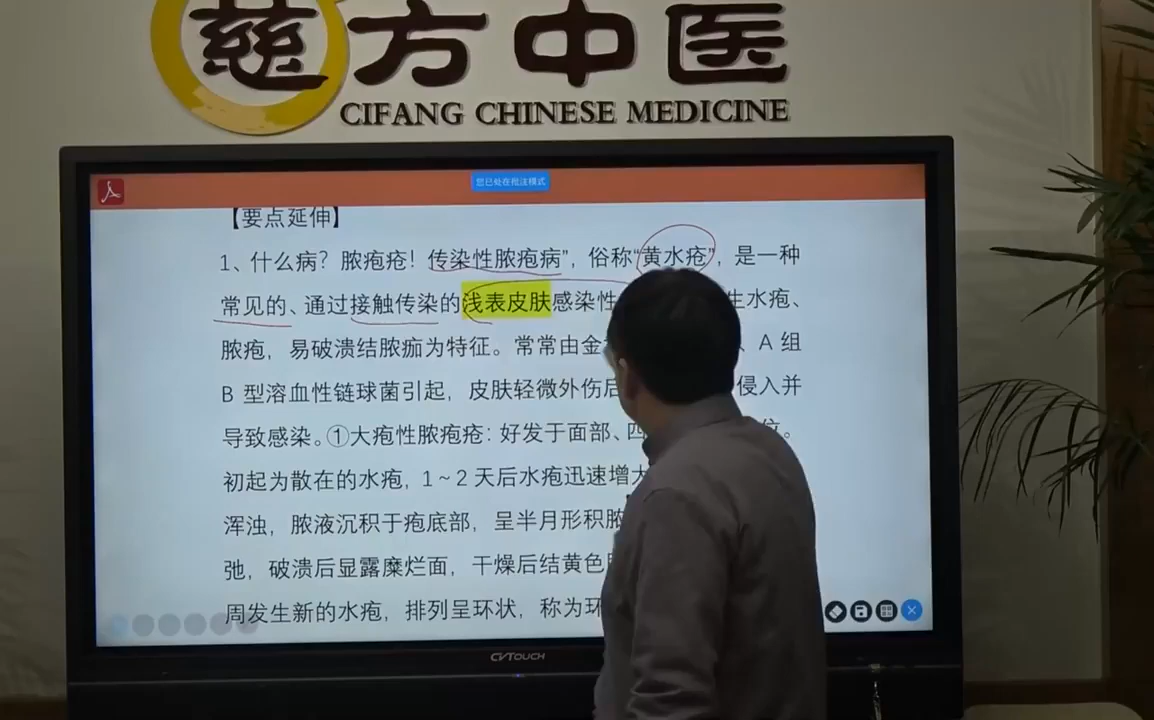 慈方中医
CIFANG CHINESE MEDICINE
您已处在批注模式
【要点延伸】
1、什么病？脓疱疮！传染性脓疱病”，俗称“黄水疮”，是一种
常见的、通过接触传染的浅表皮肤感染性 生水疱、
脓疱，易破溃结脓痂为特征。常常由金 、A 组
B 型溶血性链球菌引起，皮肤轻微外伤后 侵入并
导致感染。①大疱性脓疱疮：好发于面部、四 位。
初起为散在的水疱，1～2 天后水疱迅速增大
浑浊，脓液沉积于疱底部，呈半月形积脓
弛，破溃后显露糜烂面，干燥后结黄色
周发生新的水疱，排列呈环状，称为环
CVTOUCH